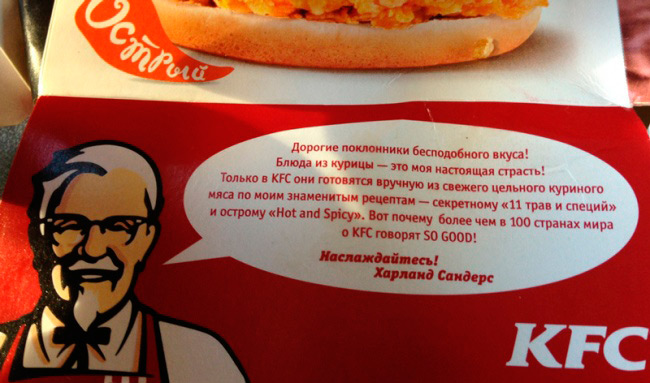 Острый
Дорогие поклонники бесподобного вкуса!
Блюда из курицы — это моя настоящая страсть!
Только в KFC они готовятся вручную из свежего цельного куриного
мяса по моим знаменитым рецептам — секретному «11 трав и специй»
и острому «Hot and Spicy». Вот почему более чем в 100 странах мира
о KFC говорят SO GOOD!
Наслаждайтесь!
Харланд Сандерс
KFC